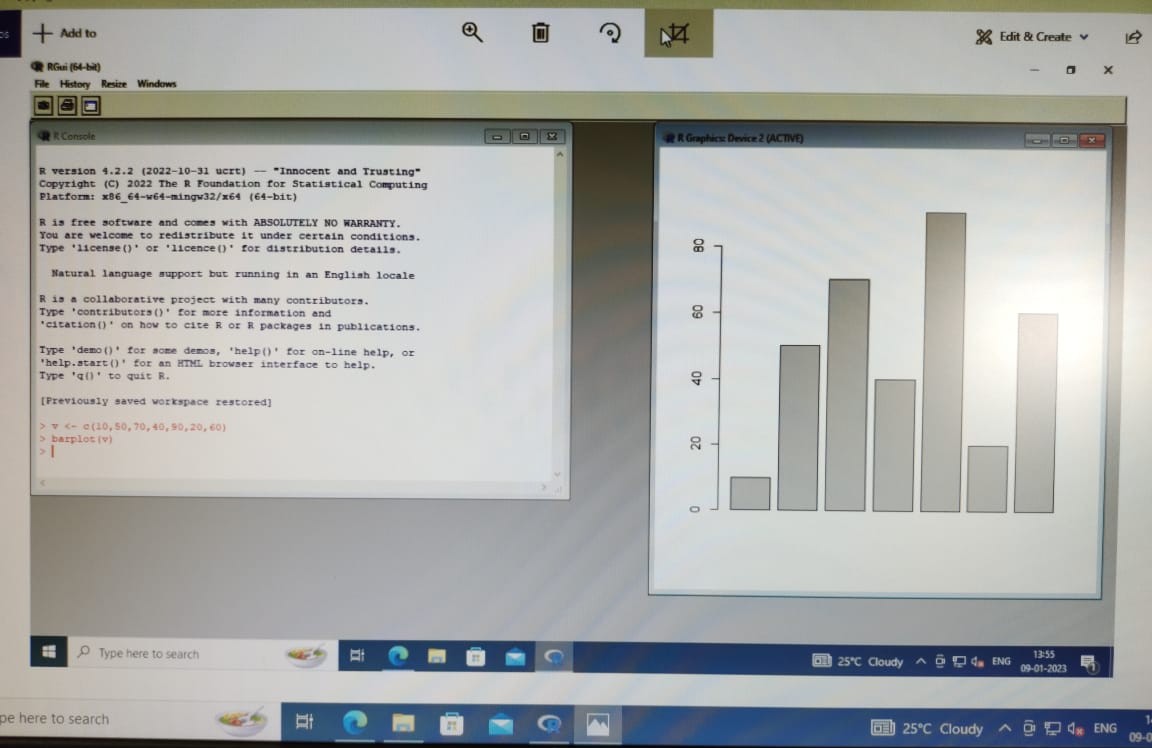 Add to
Edit & Create
RGui (64-bit)
File History Resize Windows
R Console
R version 4.2.2 (2022-10-31 ucrt) -- "Innocent and Trusting"
Copyright (C) 2022 The R Foundation for Statistical Computing
Platform: x86_64-w64-mingw32/x64 (64-bit)
R is free software and comes with ABSOLUTELY NO WARRANTY.
You are welcome to redistribute it under certain conditions.
Type 'license()' or 'licence()' for distribution details.
Natural language support but running in an English locale
R is a collaborative project with many contributors.
Type 'contributors()' for more information and
'citation()' on how to cite R or R packages in publications.
Type 'demo()' for some demos, 'help()' for on-line help, or
'help.start()' for an HTML browser interface to help.
Type 'q()' to quit R.
[Previously saved workspace restored]
> v <- c(10,50,70,40,90,20,60)
> barplot(v)
>
R Graphics: Device 2 (ACTIVE)
80
60
40
20
0
Type here to search
25°C Cloudy
ENG
13:55
09-01-2023
1
pe here to search
25°C Cloudy
ENG